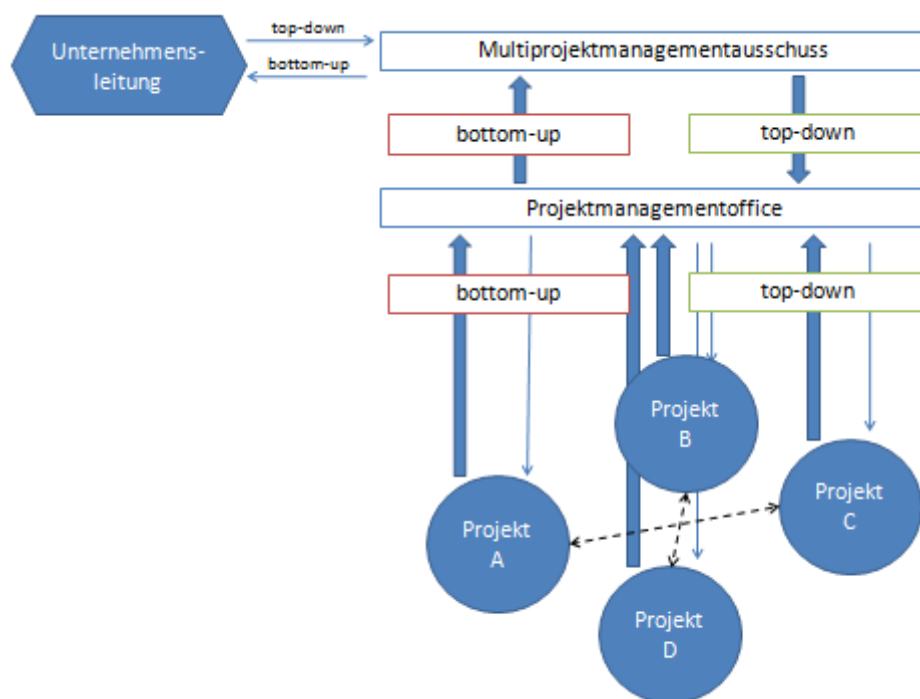 Unternehmens-
leitung
top-down
bottom-up
Multiprojektmanagementausschuss
bottom-up
top-down
Projektmanagementoffice
bottom-up
top-down
Projekt
B
Projekt
C
Projekt
A
Projekt
D